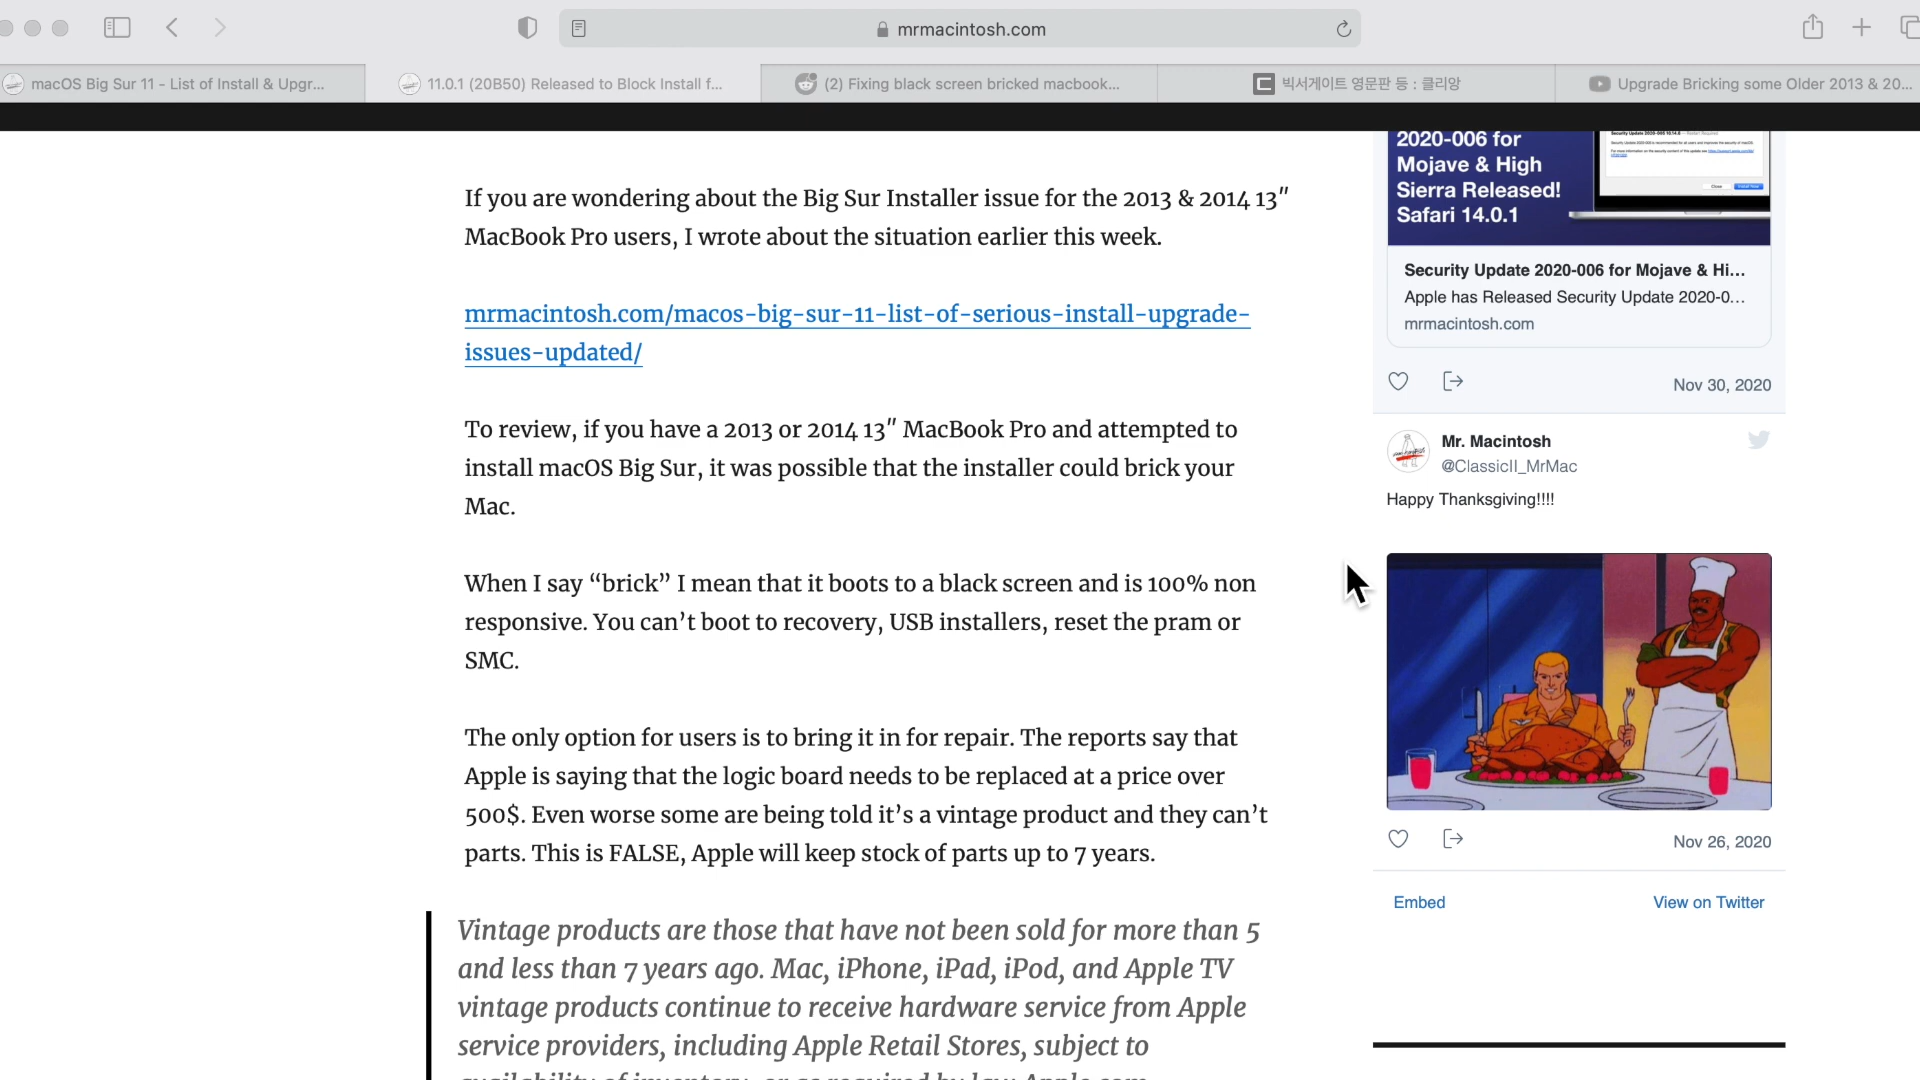 mrmacintosh.com
macOS Big Sur 11 - List of Install & Upgr...
11.0.1 (20B50) Released to Block Install f...
(2) Fixing black screen bricked macbook...
빅서게이트 영문판 등 : 클리앙
Upgrade Bricking some Older 2013 & 20...
If you are wondering about the Big Sur Installer issue for the 2013 & 2014 13″
MacBook Pro users, I wrote about the situation earlier this week.
mrmacintosh.com/macos-big-sur-11-list-of-serious-install-upgrade-
issues-updated/
To review, if you have a 2013 or 2014 13″ MacBook Pro and attempted to
install macOS Big Sur, it was possible that the installer could brick your
Mac.
When I say “brick” I mean that it boots to a black screen and is 100% non
responsive. You can’t boot to recovery, USB installers, reset the pram or
SMC.
The only option for users is to bring it in for repair. The reports say that
Apple is saying that the logic board needs to be replaced at a price over
500$. Even worse some are being told it’s a vintage product and they can’t
parts. This is FALSE, Apple will keep stock of parts up to 7 years.
Vintage products are those that have not been sold for more than 5
and less than 7 years ago. Mac, iPhone, iPad, iPod, and Apple TV
vintage products continue to receive hardware service from Apple
service providers, including Apple Retail Stores, subject to
2020-006 for
Mojave & High
Sierra Released!
Safari 14.0.1
Security Update 2020-006 for Mojave & Hi...
Apple has Released Security Update 2020-0...
mrmacintosh.com
Nov 30, 2020
Mr. Macintosh
@ClassicII_MrMac
Happy Thanksgiving!!!!
Nov 26, 2020
Embed
View on Twitter